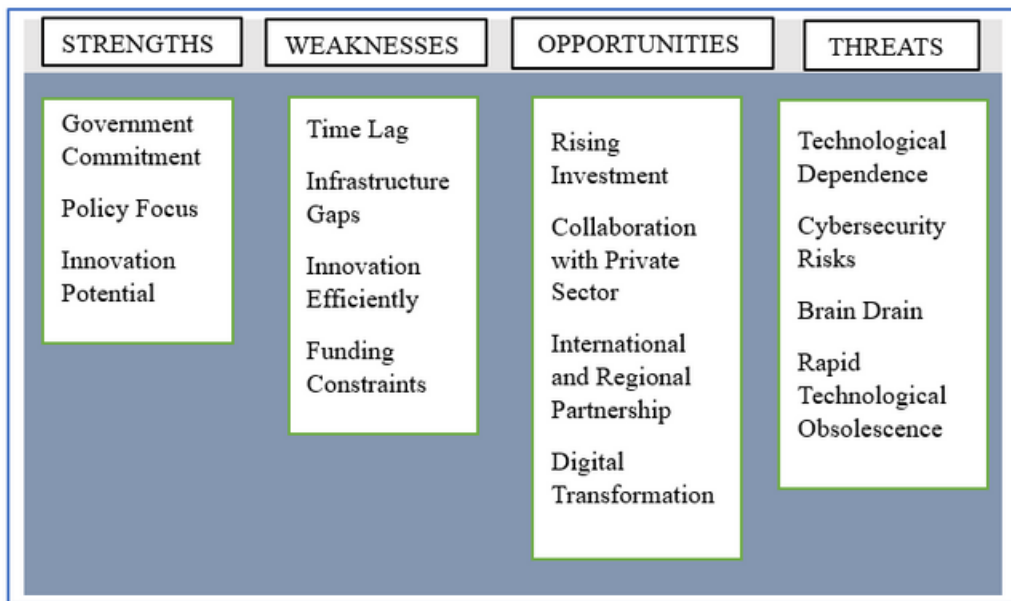 STRENGTHS
WEAKNESSES
OPPORTUNITIES
THREATS
Government
Commitment
Policy Focus
Innovation
Potential
Time Lag
Infrastructure
Gaps
Innovation
Efficiently
Funding
Constraints
Rising
Investment
Collaboration
with Private
Sector
International
and Regional
Partnership
Digital
Transformation
Technological
Dependence
Cybersecurity
Risks
Brain Drain
Rapid
Technological
Obsolescence